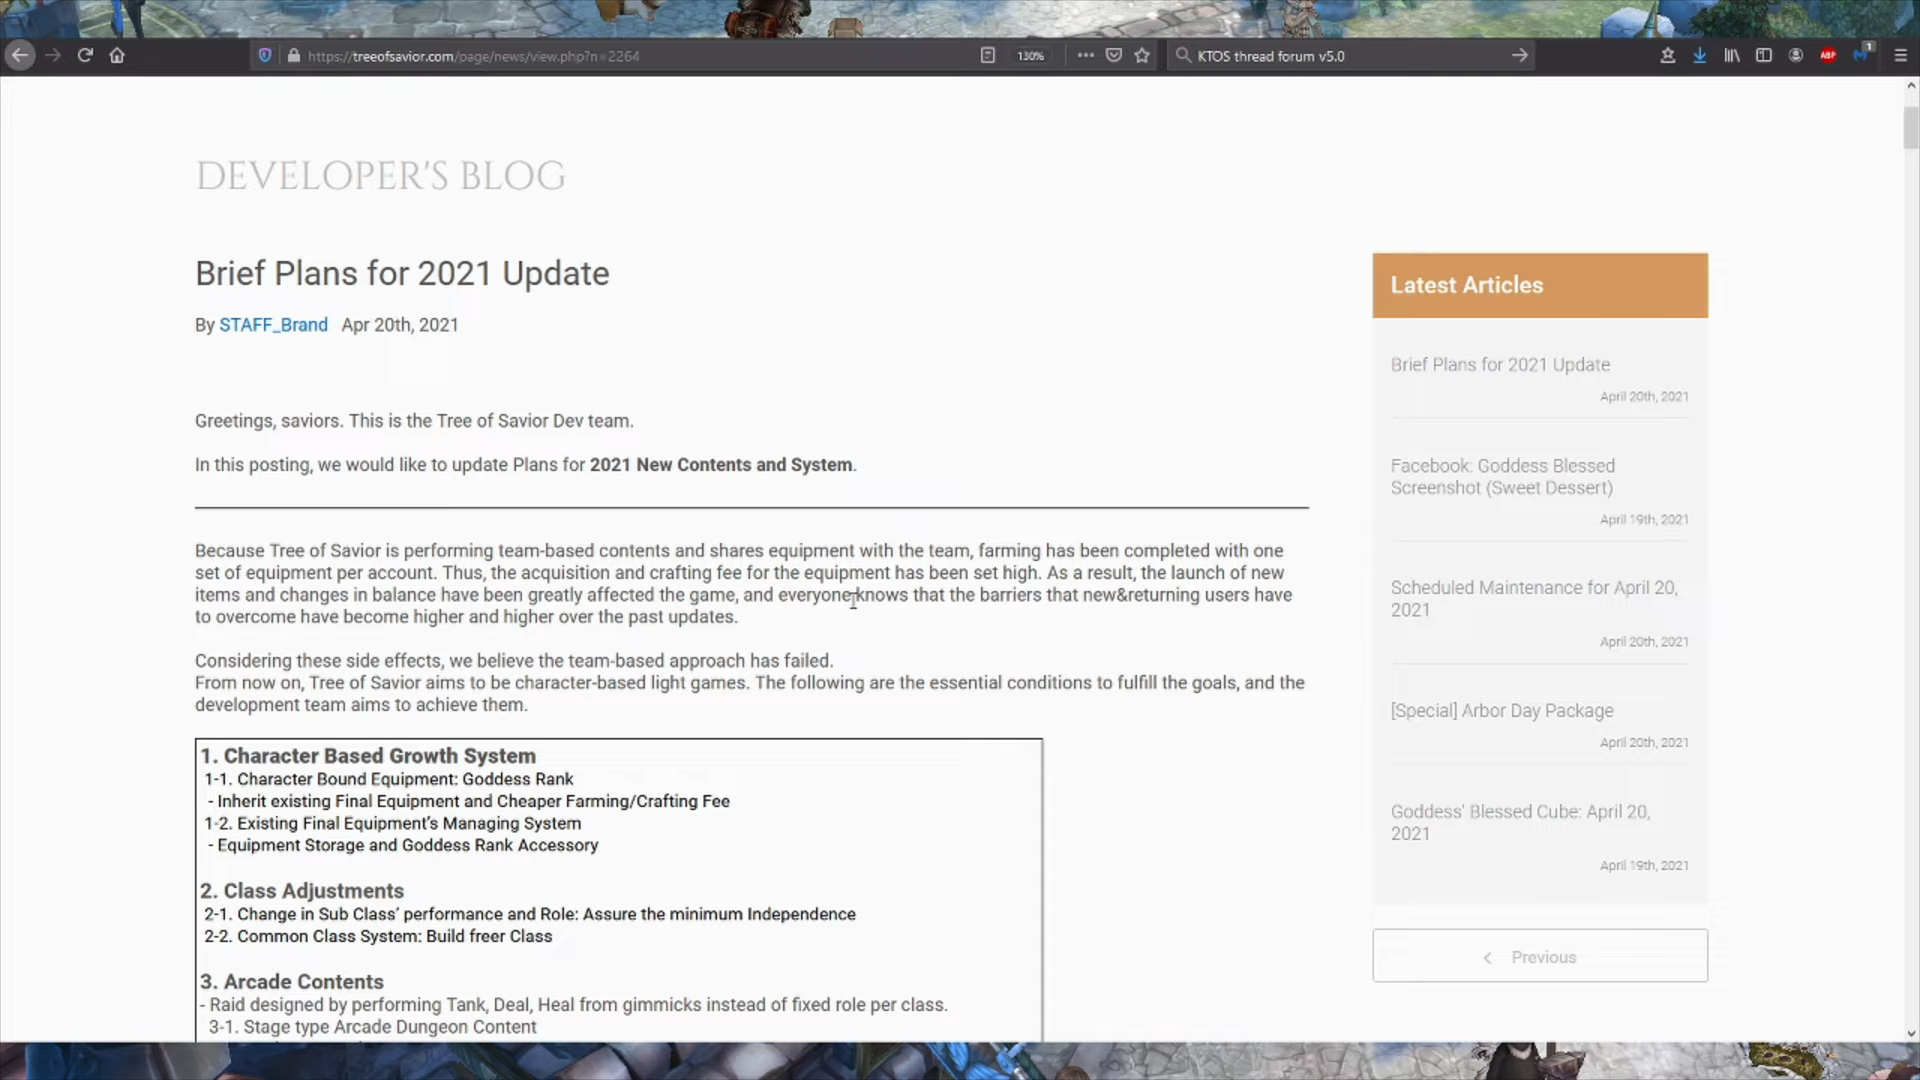 https://treeofsavior.com/page/news/view.php?n=2264
130%
KTOS thread forum v5.0
ABP
1
DEVELOPER'S BLOG
Brief Plans for 2021 Update
By STAFF_Brand Apr 20th, 2021
Greetings, saviors. This is the Tree of Savior Dev team.
In this posting, we would like to update Plans for 2021 New Contents and System.
Because Tree of Savior is performing team-based contents and shares equipment with the team, farming has been completed with one
set of equipment per account. Thus, the acquisition and crafting fee for the equipment has been set high. As a result, the launch of new
items and changes in balance have been greatly affected the game, and everyone knows that the barriers that new&returning users have
to overcome have become higher and higher over the past updates.
Considering these side effects, we believe the team-based approach has failed.
From now on, Tree of Savior aims to be character-based light games. The following are the essential conditions to fulfill the goals, and the
development team aims to achieve them.
1. Character Based Growth System
1-1. Character Bound Equipment: Goddess Rank
- Inherit existing Final Equipment and Cheaper Farming/Crafting Fee
1-2. Existing Final Equipment's Managing System
- Equipment Storage and Goddess Rank Accessory
2. Class Adjustments
2-1. Change in Sub Class' performance and Role: Assure the minimum Independence
2-2. Common Class System: Build freer Class
3. Arcade Contents
- Raid designed by performing Tank, Deal, Heal from gimmicks instead of fixed role per class.
3-1. Stage type Arcade Dungeon Content
Latest Articles
Brief Plans for 2021 Update
April 20th, 2021
Facebook: Goddess Blessed
Screenshot (Sweet Dessert)
April 19th, 2021
Scheduled Maintenance for April 20,
2021
April 20th, 2021
[Special] Arbor Day Package
April 20th, 2021
Goddess' Blessed Cube: April 20,
2021
April 19th, 2021
Previous